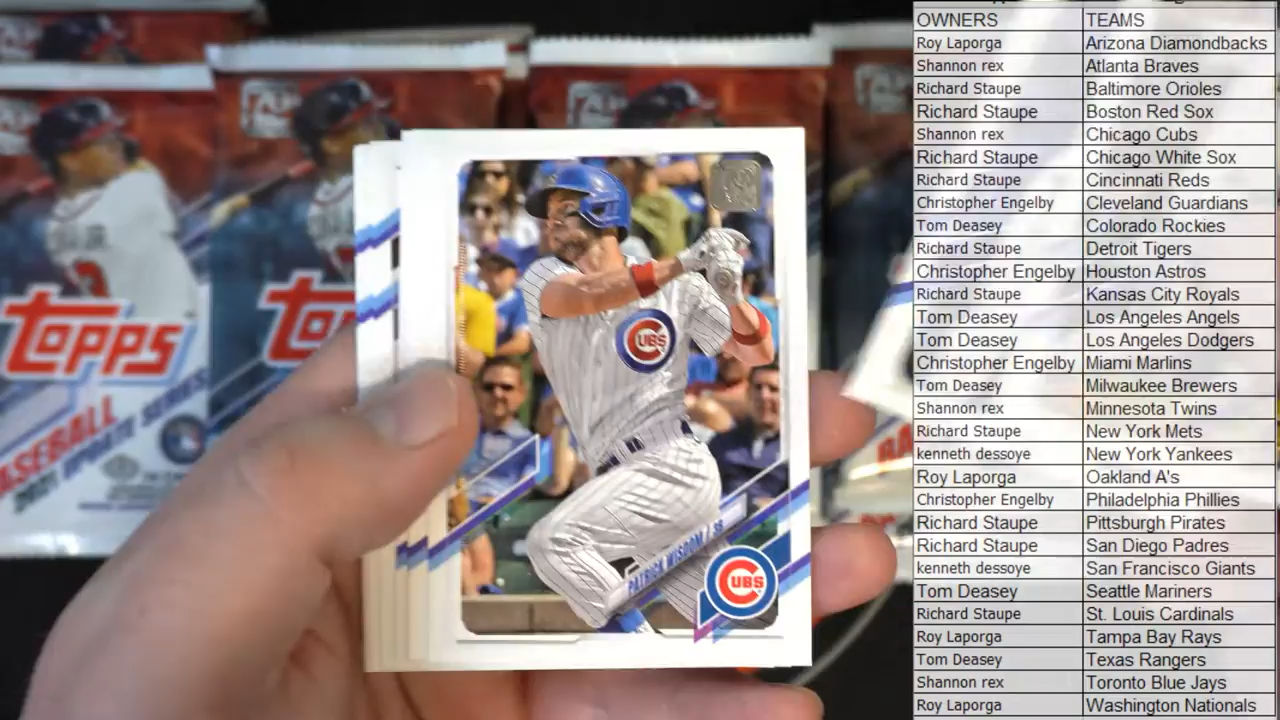 OWNERS TEAMS
Roy Laporga Arizona Diamondbacks
Shannon rex Atlanta Braves
Richard Staupe Baltimore Orioles
Richard Staupe Boston Red Sox
Shannon rex Chicago Cubs
Richard Staupe Chicago White Sox
Richard Staupe Cincinnati Reds
Christopher Engelby Cleveland Guardians
Tom Deasey Colorado Rockies
Richard Staupe Detroit Tigers
Christopher Engelby Houston Astros
Richard Staupe Kansas City Royals
Tom Deasey Los Angeles Angels
Tom Deasey Los Angeles Dodgers
Christopher Engelby Miami Marlins
Tom Deasey Milwaukee Brewers
Shannon rex Minnesota Twins
Richard Staupe New York Mets
kenneth dessoye New York Yankees
Roy Laporga Oakland A's
Christopher Engelby Philadelphia Phillies
Richard Staupe Pittsburgh Pirates
Richard Staupe San Diego Padres
kenneth dessoye San Francisco Giants
Tom Deasey Seattle Mariners
Richard Staupe St. Louis Cardinals
Roy Laporga Tampa Bay Rays
Tom Deasey Texas Rangers
Shannon rex Toronto Blue Jays
Roy Laporga Washington Nationals
CUBS
PATRICK WISDOM / 3B
CUBS
TOPPS
BASEBALL
2021 UPDATE SERIES